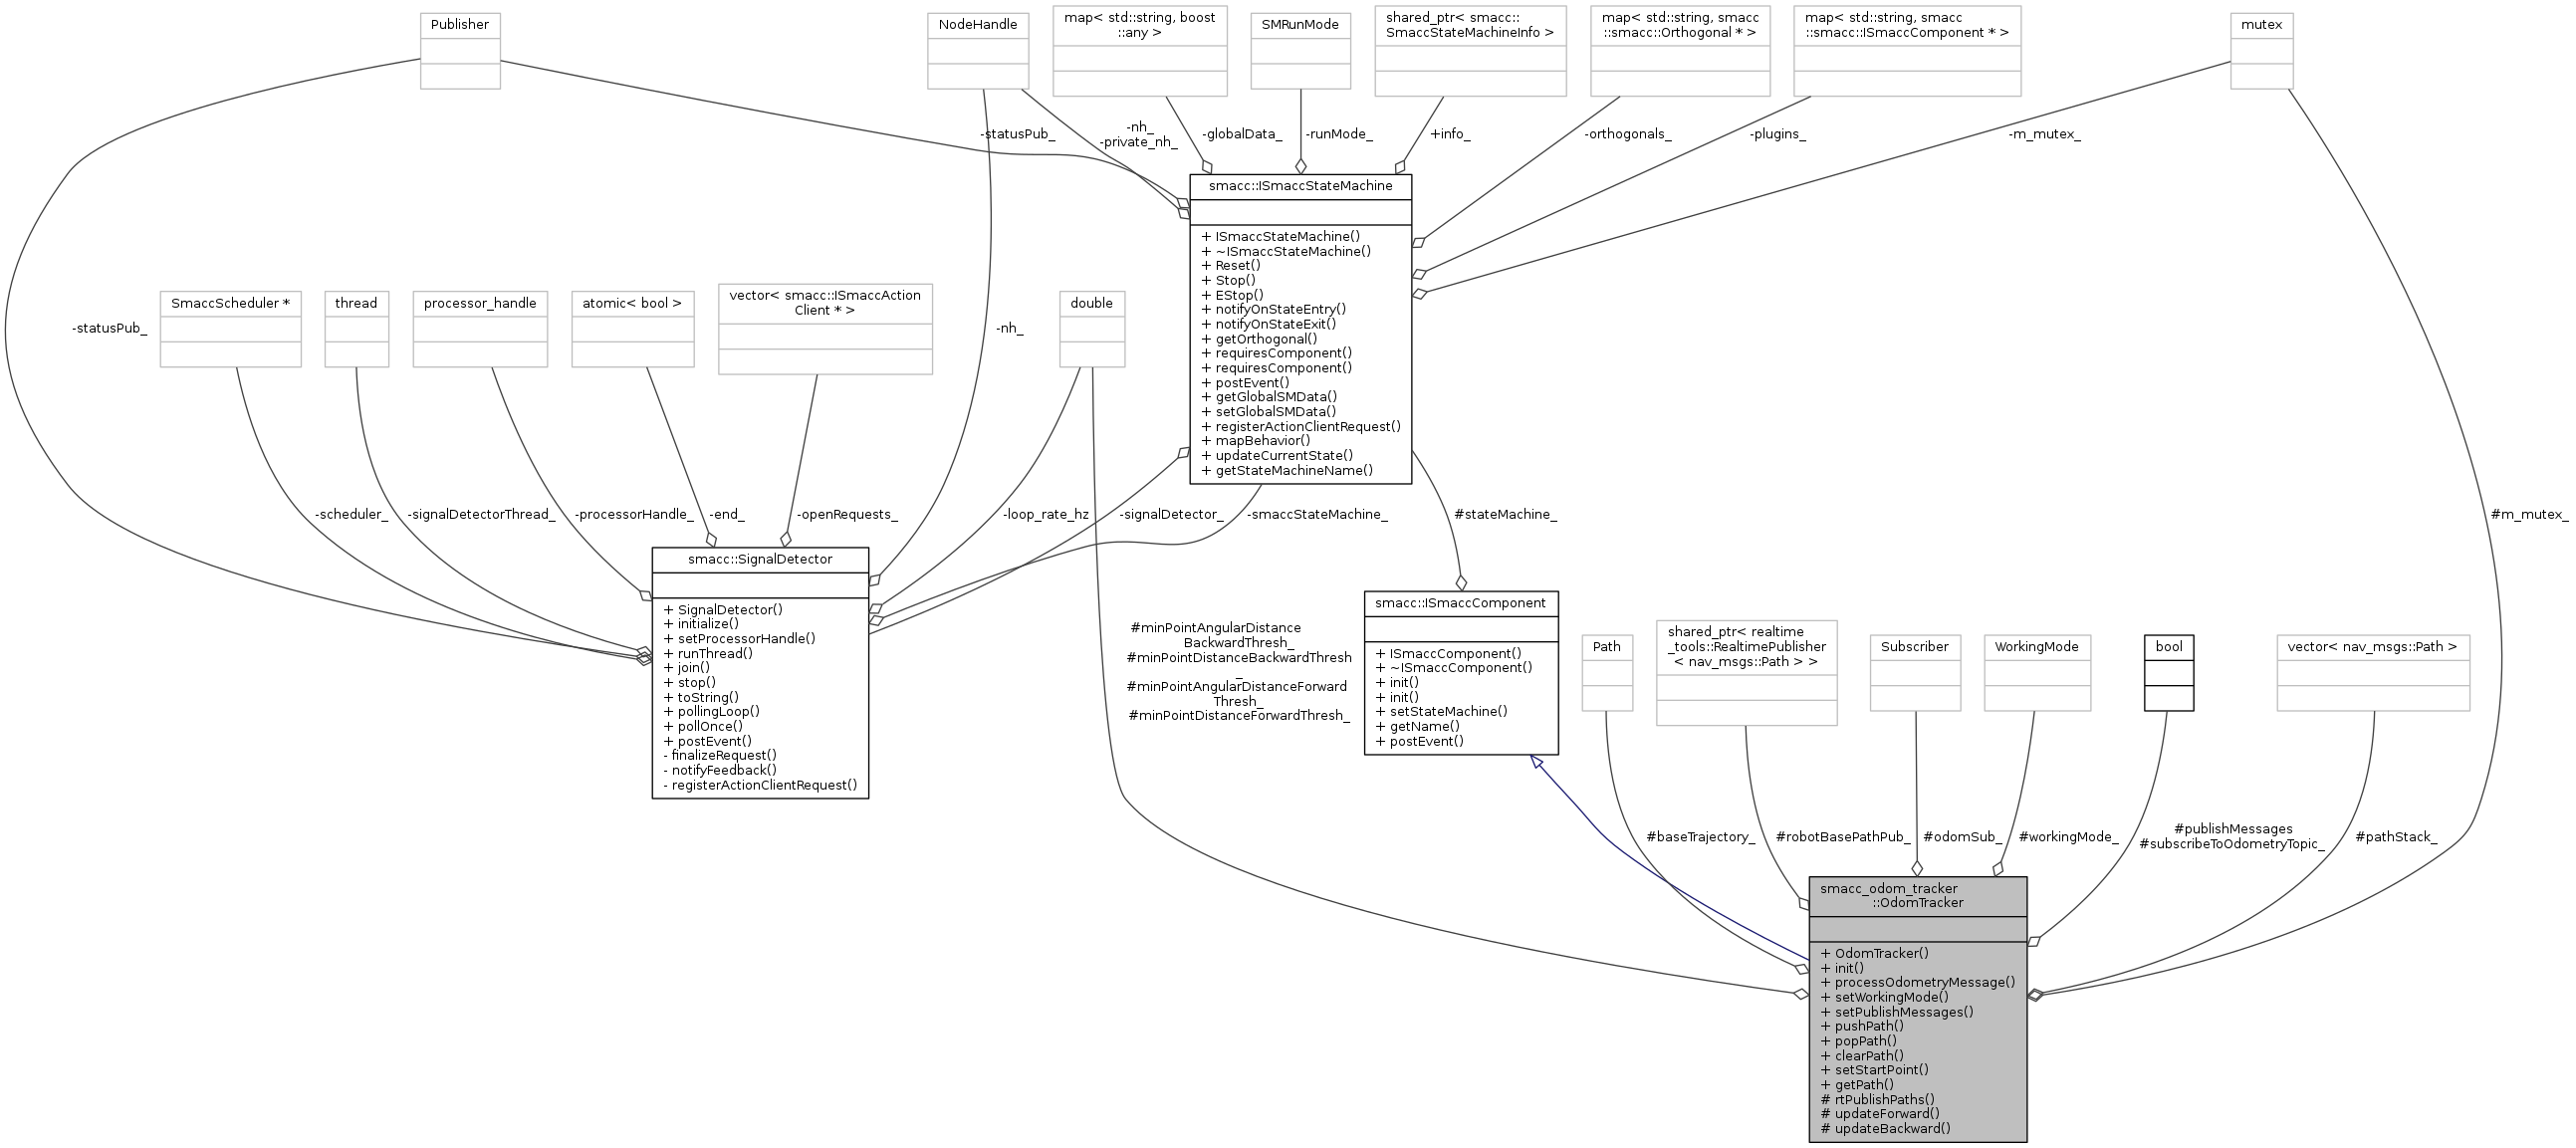 Publisher
NodeHandle
map< std::string, boost
::any >
SMRunMode
shared_ptr< smacc::
SmaccStateMachineInfo >
map< std::string, smacc
::smacc::Orthogonal * >
map< std::string, smacc
::smacc::ISmaccComponent * >
mutex
-statusPub_
-nh_
-private_nh_
-globalData_
-runMode_
+info_
-orthogonals_
-plugins_
-m_mutex_
smacc::ISmaccStateMachine
+ ISmaccStateMachine()
+ ~ISmaccStateMachine()
+ Reset()
+ Stop()
+ EStop()
+ notifyOnStateEntry()
+ notifyOnStateExit()
+ getOrthogonal()
+ requiresComponent()
+ requiresComponent()
+ postEvent()
+ getGlobalSMData()
+ setGlobalSMData()
+ registerActionClientRequest()
+ mapBehavior()
+ updateCurrentState()
+ getStateMachineName()
-statusPub_
SmaccScheduler *
thread
processor_handle
atomic< bool >
vector< smacc::ISmaccAction
Client * >
-nh_
double
-scheduler_
-signalDetectorThread_
-processorHandle_
-end_
-openRequests_
-loop_rate_hz
-signalDetector_
-smaccStateMachine_
#stateMachine_
#m_mutex_
smacc::SignalDetector
+ SignalDetector()
+ initialize()
+ setProcessorHandle()
+ runThread()
+ join()
+ stop()
+ toString()
+ pollingLoop()
+ pollOnce()
+ postEvent()
- finalizeRequest()
- notifyFeedback()
- registerActionClientRequest()
#minPointAngularDistance
BackwardThresh_
#minPointDistanceBackwardThresh
_
#minPointAngularDistanceForward
Thresh_
#minPointDistanceForwardThresh_
smacc::ISmaccComponent
+ ISmaccComponent()
+ ~ISmaccComponent()
+ init()
+ init()
+ setStateMachine()
+ getName()
+ postEvent()
Path
shared_ptr< realtime
_tools::RealtimePublisher
< nav_msgs::Path > >
Subscriber
WorkingMode
bool
vector< nav_msgs::Path >
#baseTrajectory_
#robotBasePathPub_
#odomSub_
#workingMode_
#publishMessages
#subscribeToOdometryTopic_
#pathStack_
smacc_odom_tracker
::OdomTracker
+ OdomTracker()
+ init()
+ processOdometryMessage()
+ setWorkingMode()
+ setPublishMessages()
+ pushPath()
+ popPath()
+ clearPath()
+ setStartPoint()
+ getPath()
# rtPublishPaths()
# updateForward()
# updateBackward()